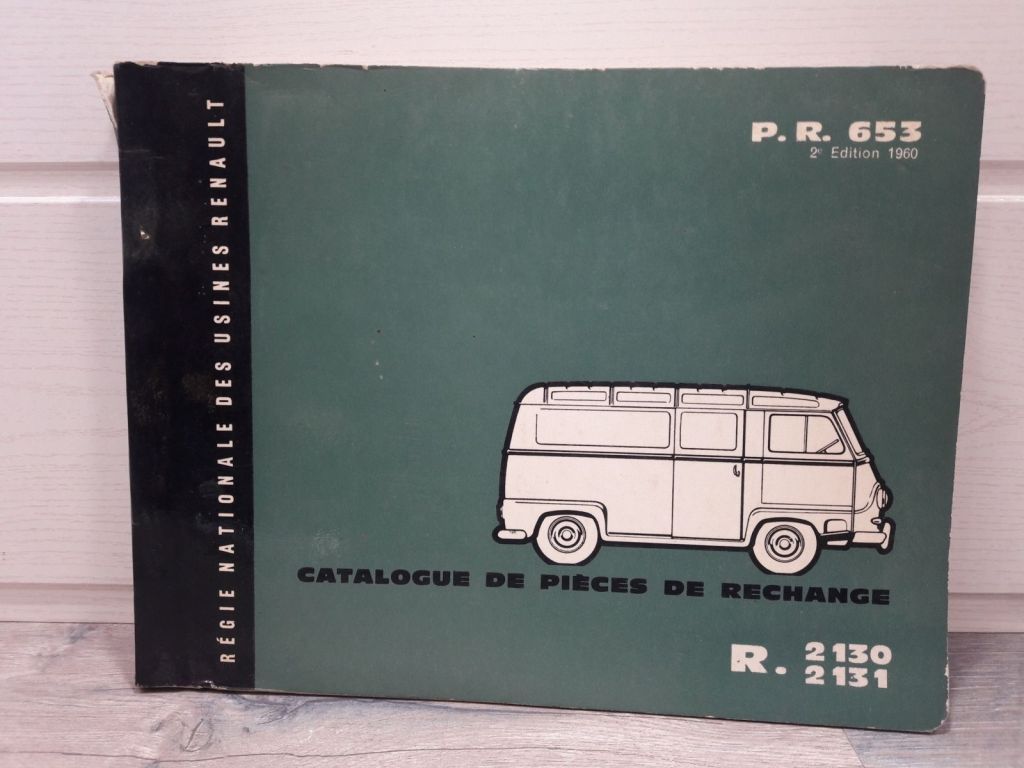 RÉGIE NATIONALE DES USINES RENAULT
P.R. 653
2e Edition 1960
CATALOGUE DE PIÈCES DE RECHANGE
R. 2130
2131